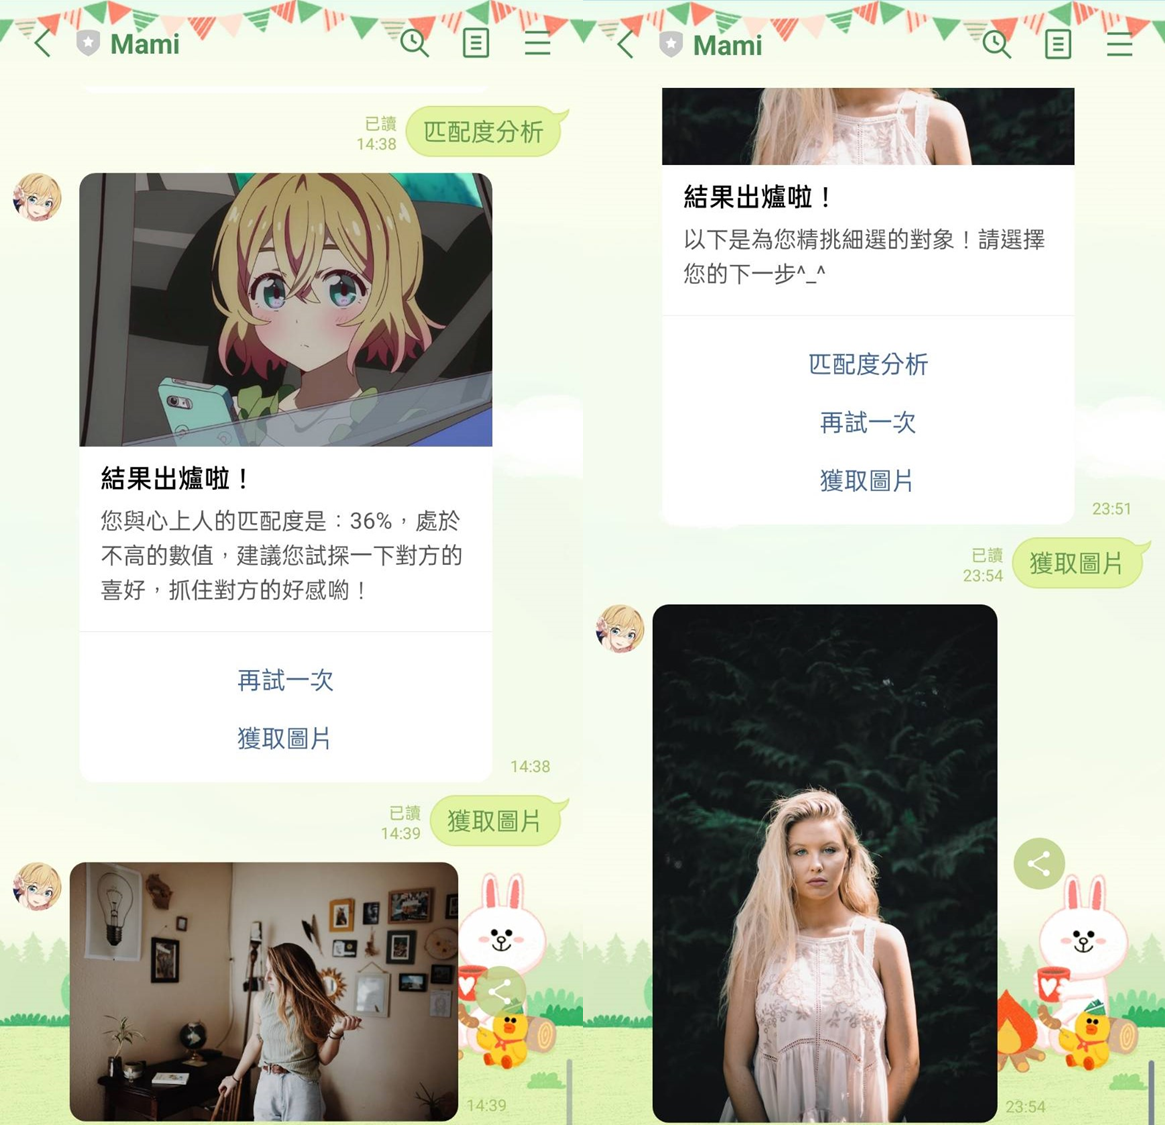 Mami
已讀
14:38
匹配度分析
結果出爐啦！
您與心上人的匹配度是：36%，處於
不高的數值，建議您試探一下對方的
喜好，抓住對方的好感喲！
再試一次
獲取圖片
14:38
已讀
14:39
獲取圖片
14:39
Mami
結果出爐啦！
以下是為您精挑細選的對象！請選擇
您的下一步^_^
匹配度分析
再試一次
獲取圖片
23:51
已讀
23:54
獲取圖片
23:54